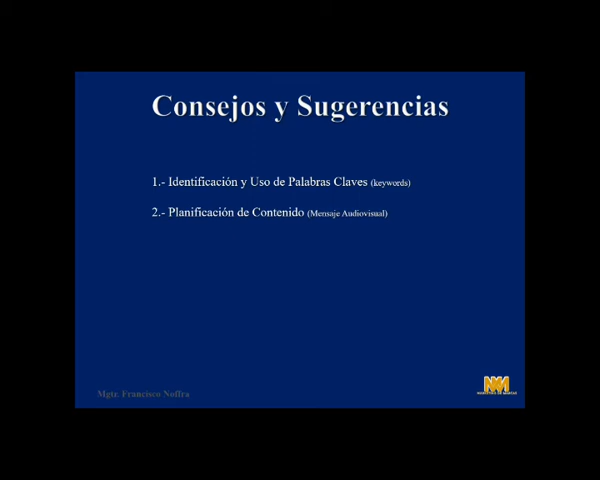 Consejos y Sugerencias
1.- Identificación y Uso de Palabras Claves (keywords)
2.- Planificación de Contenido (Mensaje Audiovisual)
Mgtr. Francisco Noffra